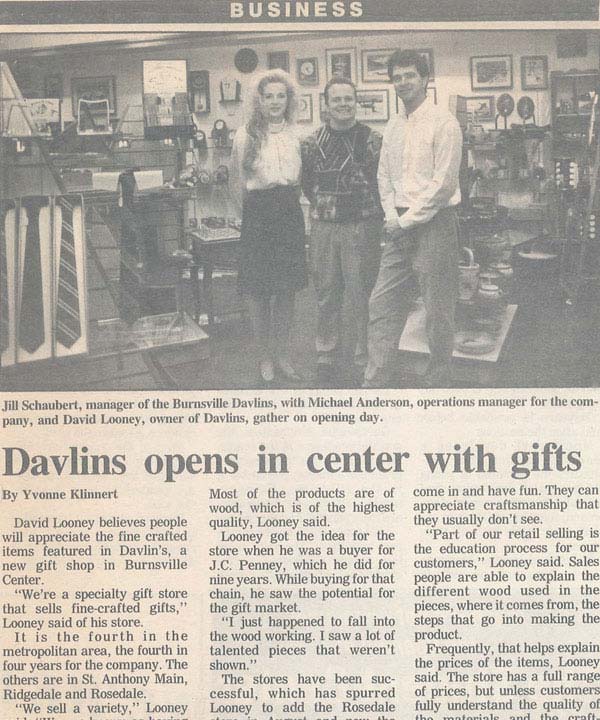 BUSINESS
Jill Schaubert, manager of the Burnsville Davlins, with Michael Anderson, operations manager for the com-
pany, and David Looney, owner of Davlins, gather on opening day.
Davlins opens in center with gifts
By Yvonne Klinnert
David Looney believes people
will appreciate the fine crafted
items featured in Davlin's, a
new gift shop in Burnsville
Center.
"We're a specialty gift store
that sells fine-crafted gifts,"
Looney said of his store.
It is the fourth in the
metropolitan area, the fourth in
four years for the company. The
others are in St. Anthony Main,
Ridgedale and Rosedale.
"We sell a variety," Looney
Most of the products are of
wood, which is of the highest
quality, Looney said.
Looney got the idea for the
store when he was a buyer for
J.C. Penney, which he did for
nine years. While buying for that
chain, he saw the potential for
the gift market.
"I just happened to fall into
the wood working. I saw a lot of
talented pieces that weren't
shown."
The stores have been suc-
cessful, which has spurred
Looney to add the Rosedale
store in August and now the
come in and have fun. They can
appreciate craftsmanship that
they usually don't see.
"Part of our retail selling is
the education process for our
customers," Looney said. Sales
people are able to explain the
different wood used in the
pieces, where it comes from, the
steps that go into making the
product.
Frequently, that helps explain
the prices of the items, Looney
said. The store has a full range
of prices, but unless customers
fully understand the quality of
the materials and the craft-